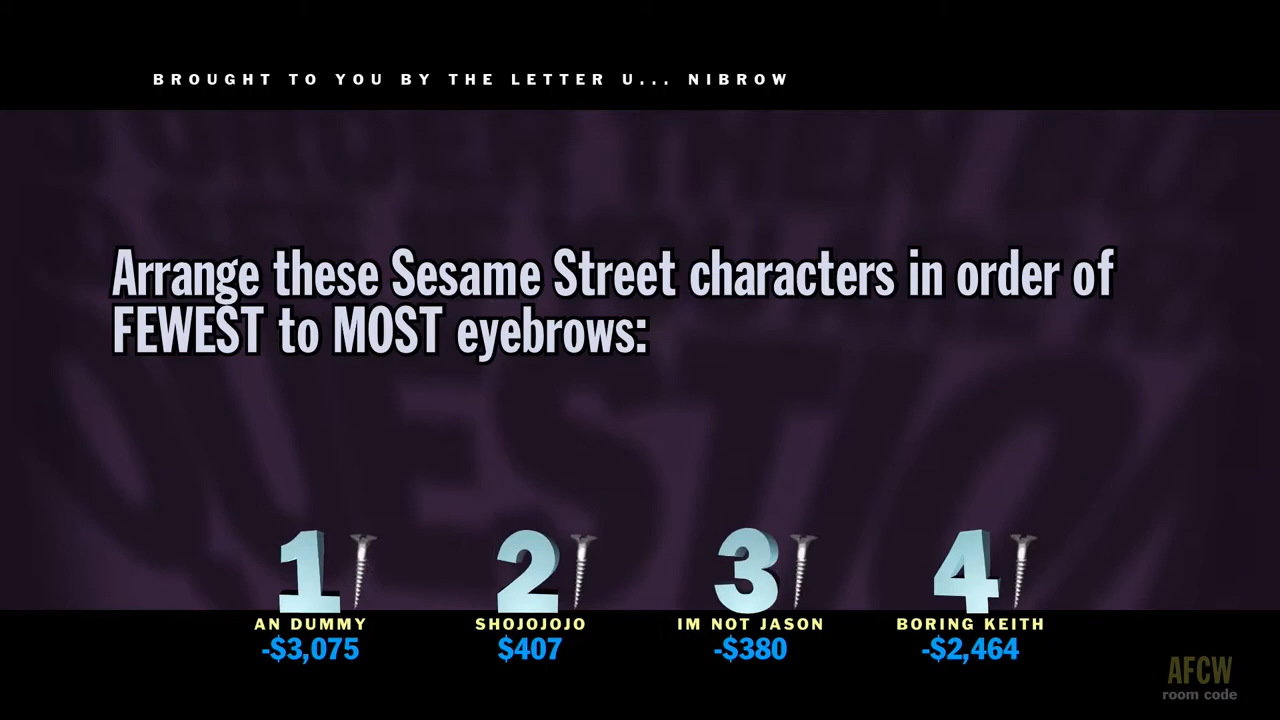 BROUGHT TO YOU BY THE LETTER U... NIBROW
Arrange these Sesame Street characters in order of
FEWEST to MOST eyebrows:
1 2 3 4
AN DUMMY SHOJOJOJO IM NOT JASON BORING KEITH
-$3,075 $407 -$380 -$2,464
AFCW
room code